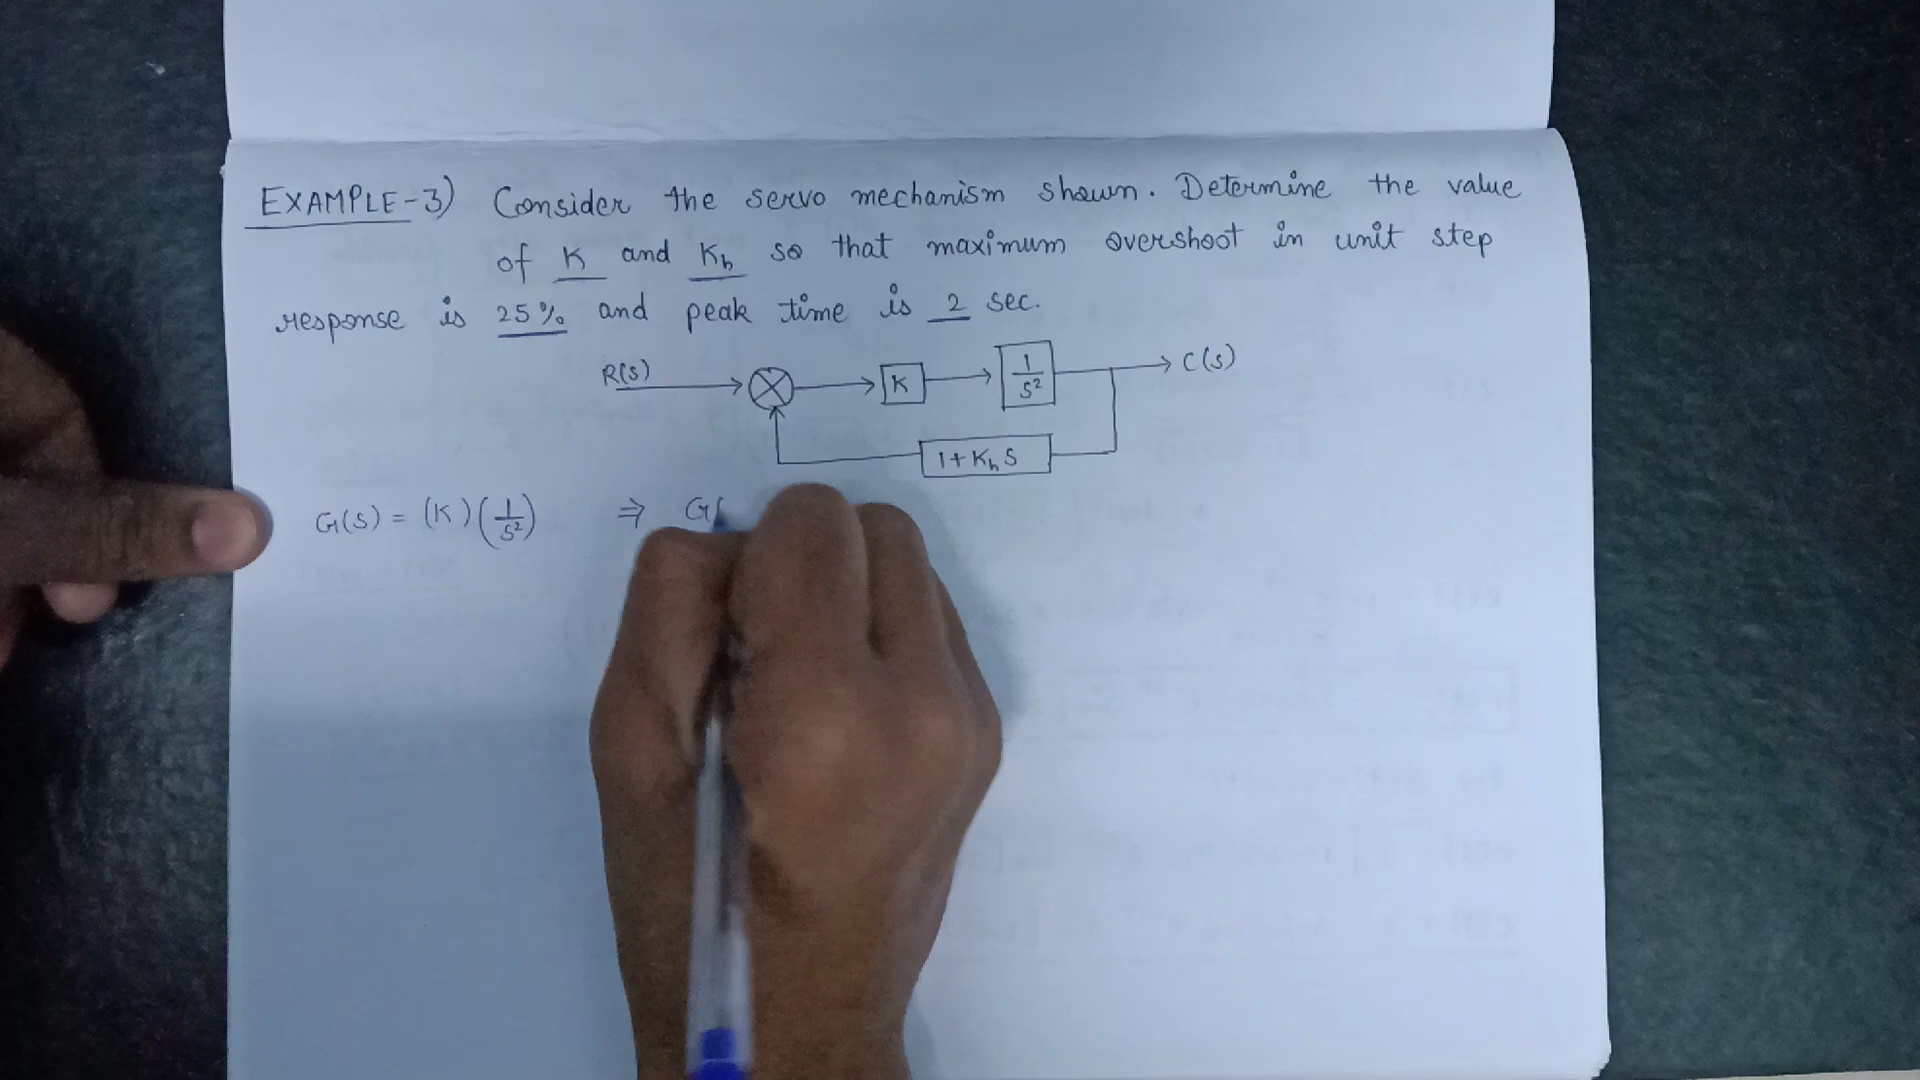 EXAMPLE-3) Consider the servo mechanism shown. Determine the value
of K and Kh so that maximum overshoot in unit step
response is 25% and peak time is 2 sec.
R(s) K 1/s² C(s)
1+KhS
G(s) = (K)(1/s²) ⇒ G(